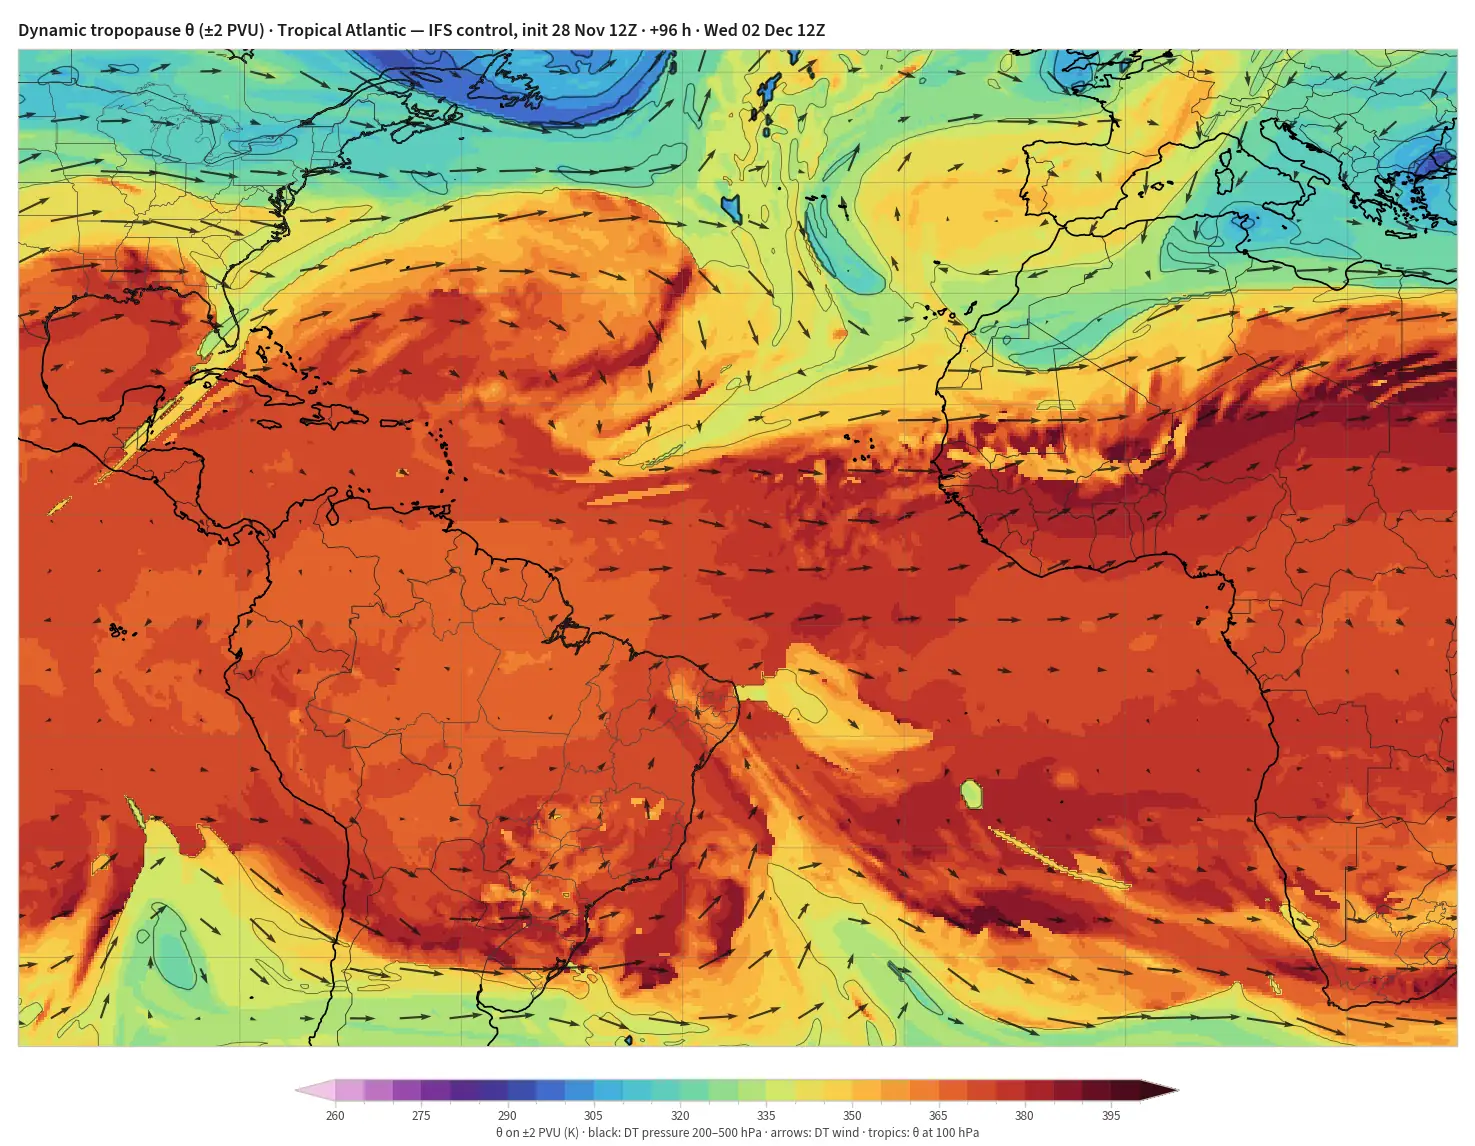 Dynamic tropopause θ (±2 PVU) · Tropical Atlantic — IFS control, init 28 Nov 12Z · +96 h · Wed 02 Dec 12Z
260 275 290 305 320 335 350 365 380 395
θ on ±2 PVU (K) · black: DT pressure 200–500 hPa · arrows: DT wind · tropics: θ at 100 hPa